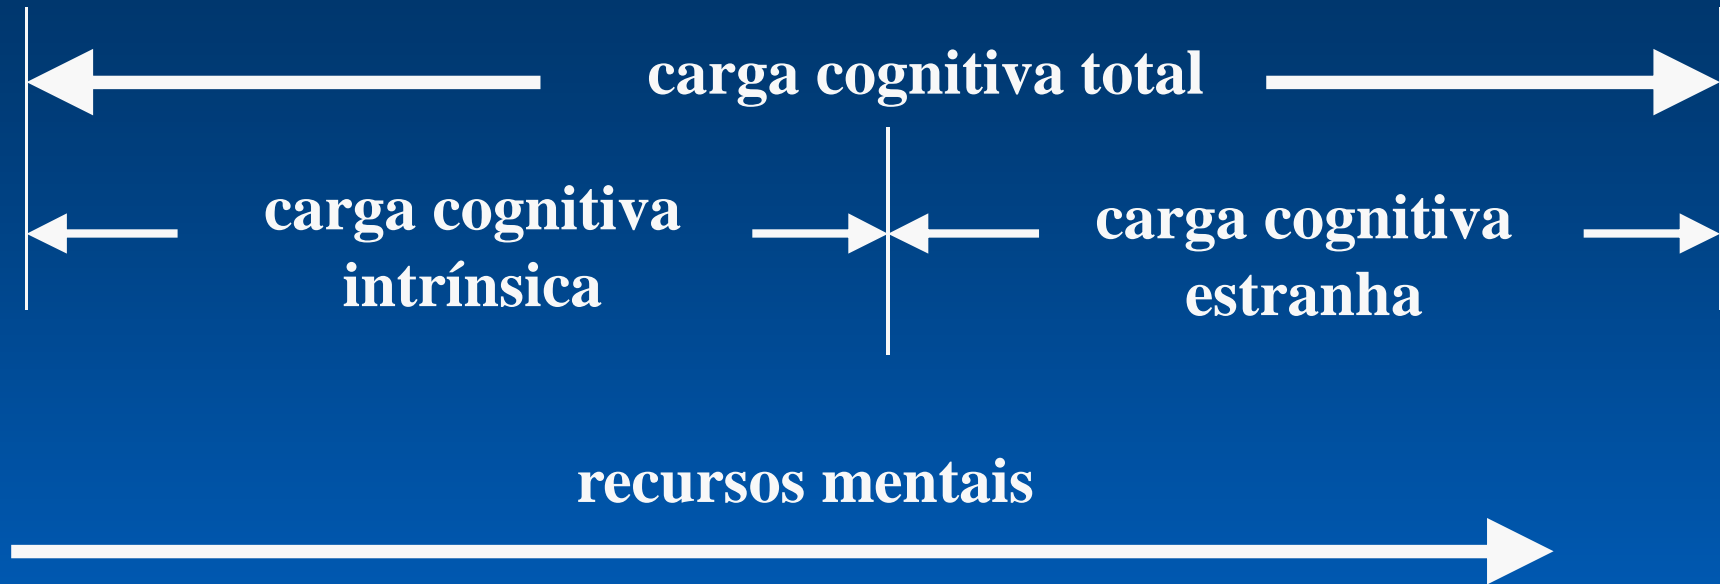 carga cognitiva total
carga cognitiva
intrínsica
carga cognitiva
estranha
recursos mentais